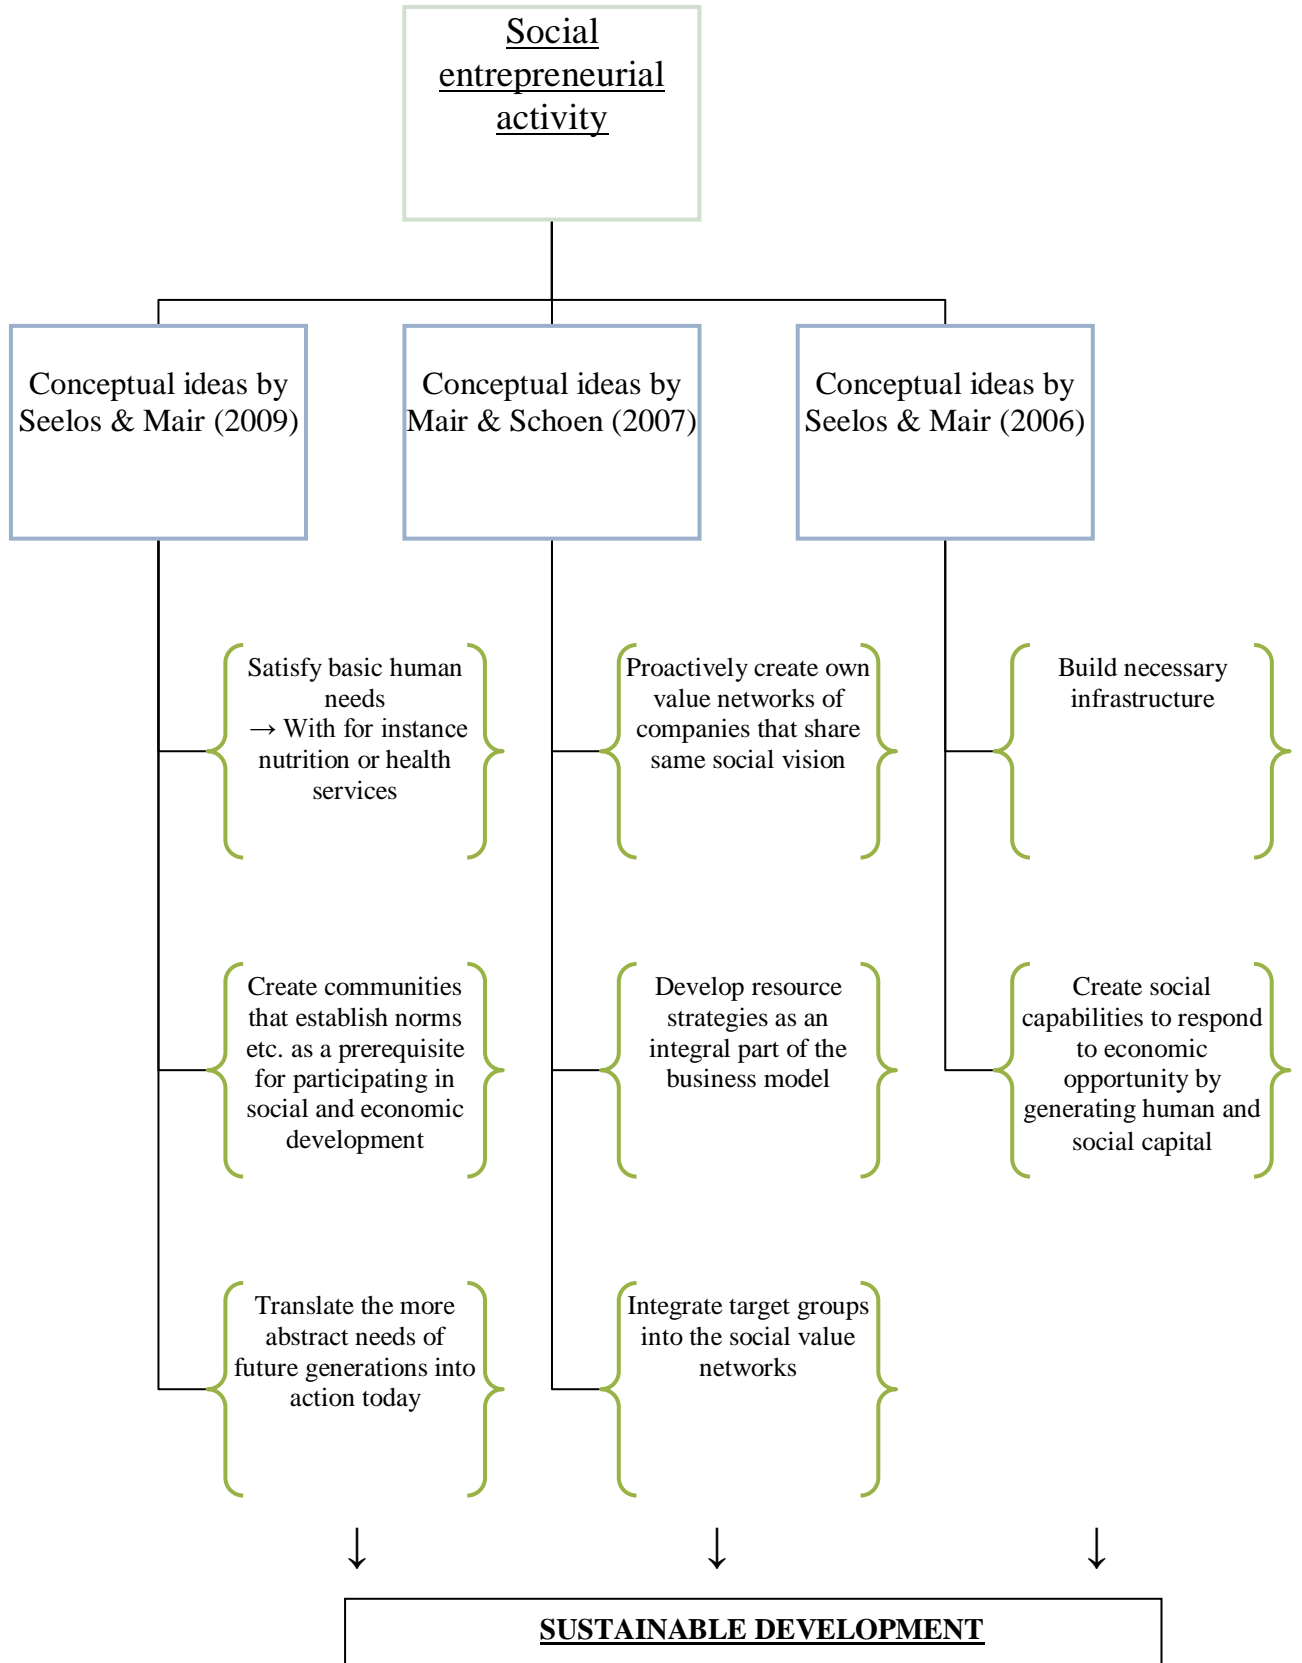 Social
entrepreneurial
activity
Conceptual ideas by
Seelos & Mair (2009)
Conceptual ideas by
Mair & Schoen (2007)
Conceptual ideas by
Seelos & Mair (2006)
Satisfy basic human
needs
→ With for instance
nutrition or health
services
Proactively create own
value networks of
companies that share
same social vision
Build necessary
infrastructure
Create communities
that establish norms
etc. as a prerequisite
for participating in
social and economic
development
Develop resource
strategies as an
integral part of the
business model
Create social
capabilities to respond
to economic
opportunity by
generating human and
social capital
Translate the more
abstract needs of
future generations into
action today
Integrate target groups
into the social value
networks
↓ ↓ ↓
SUSTAINABLE DEVELOPMENT